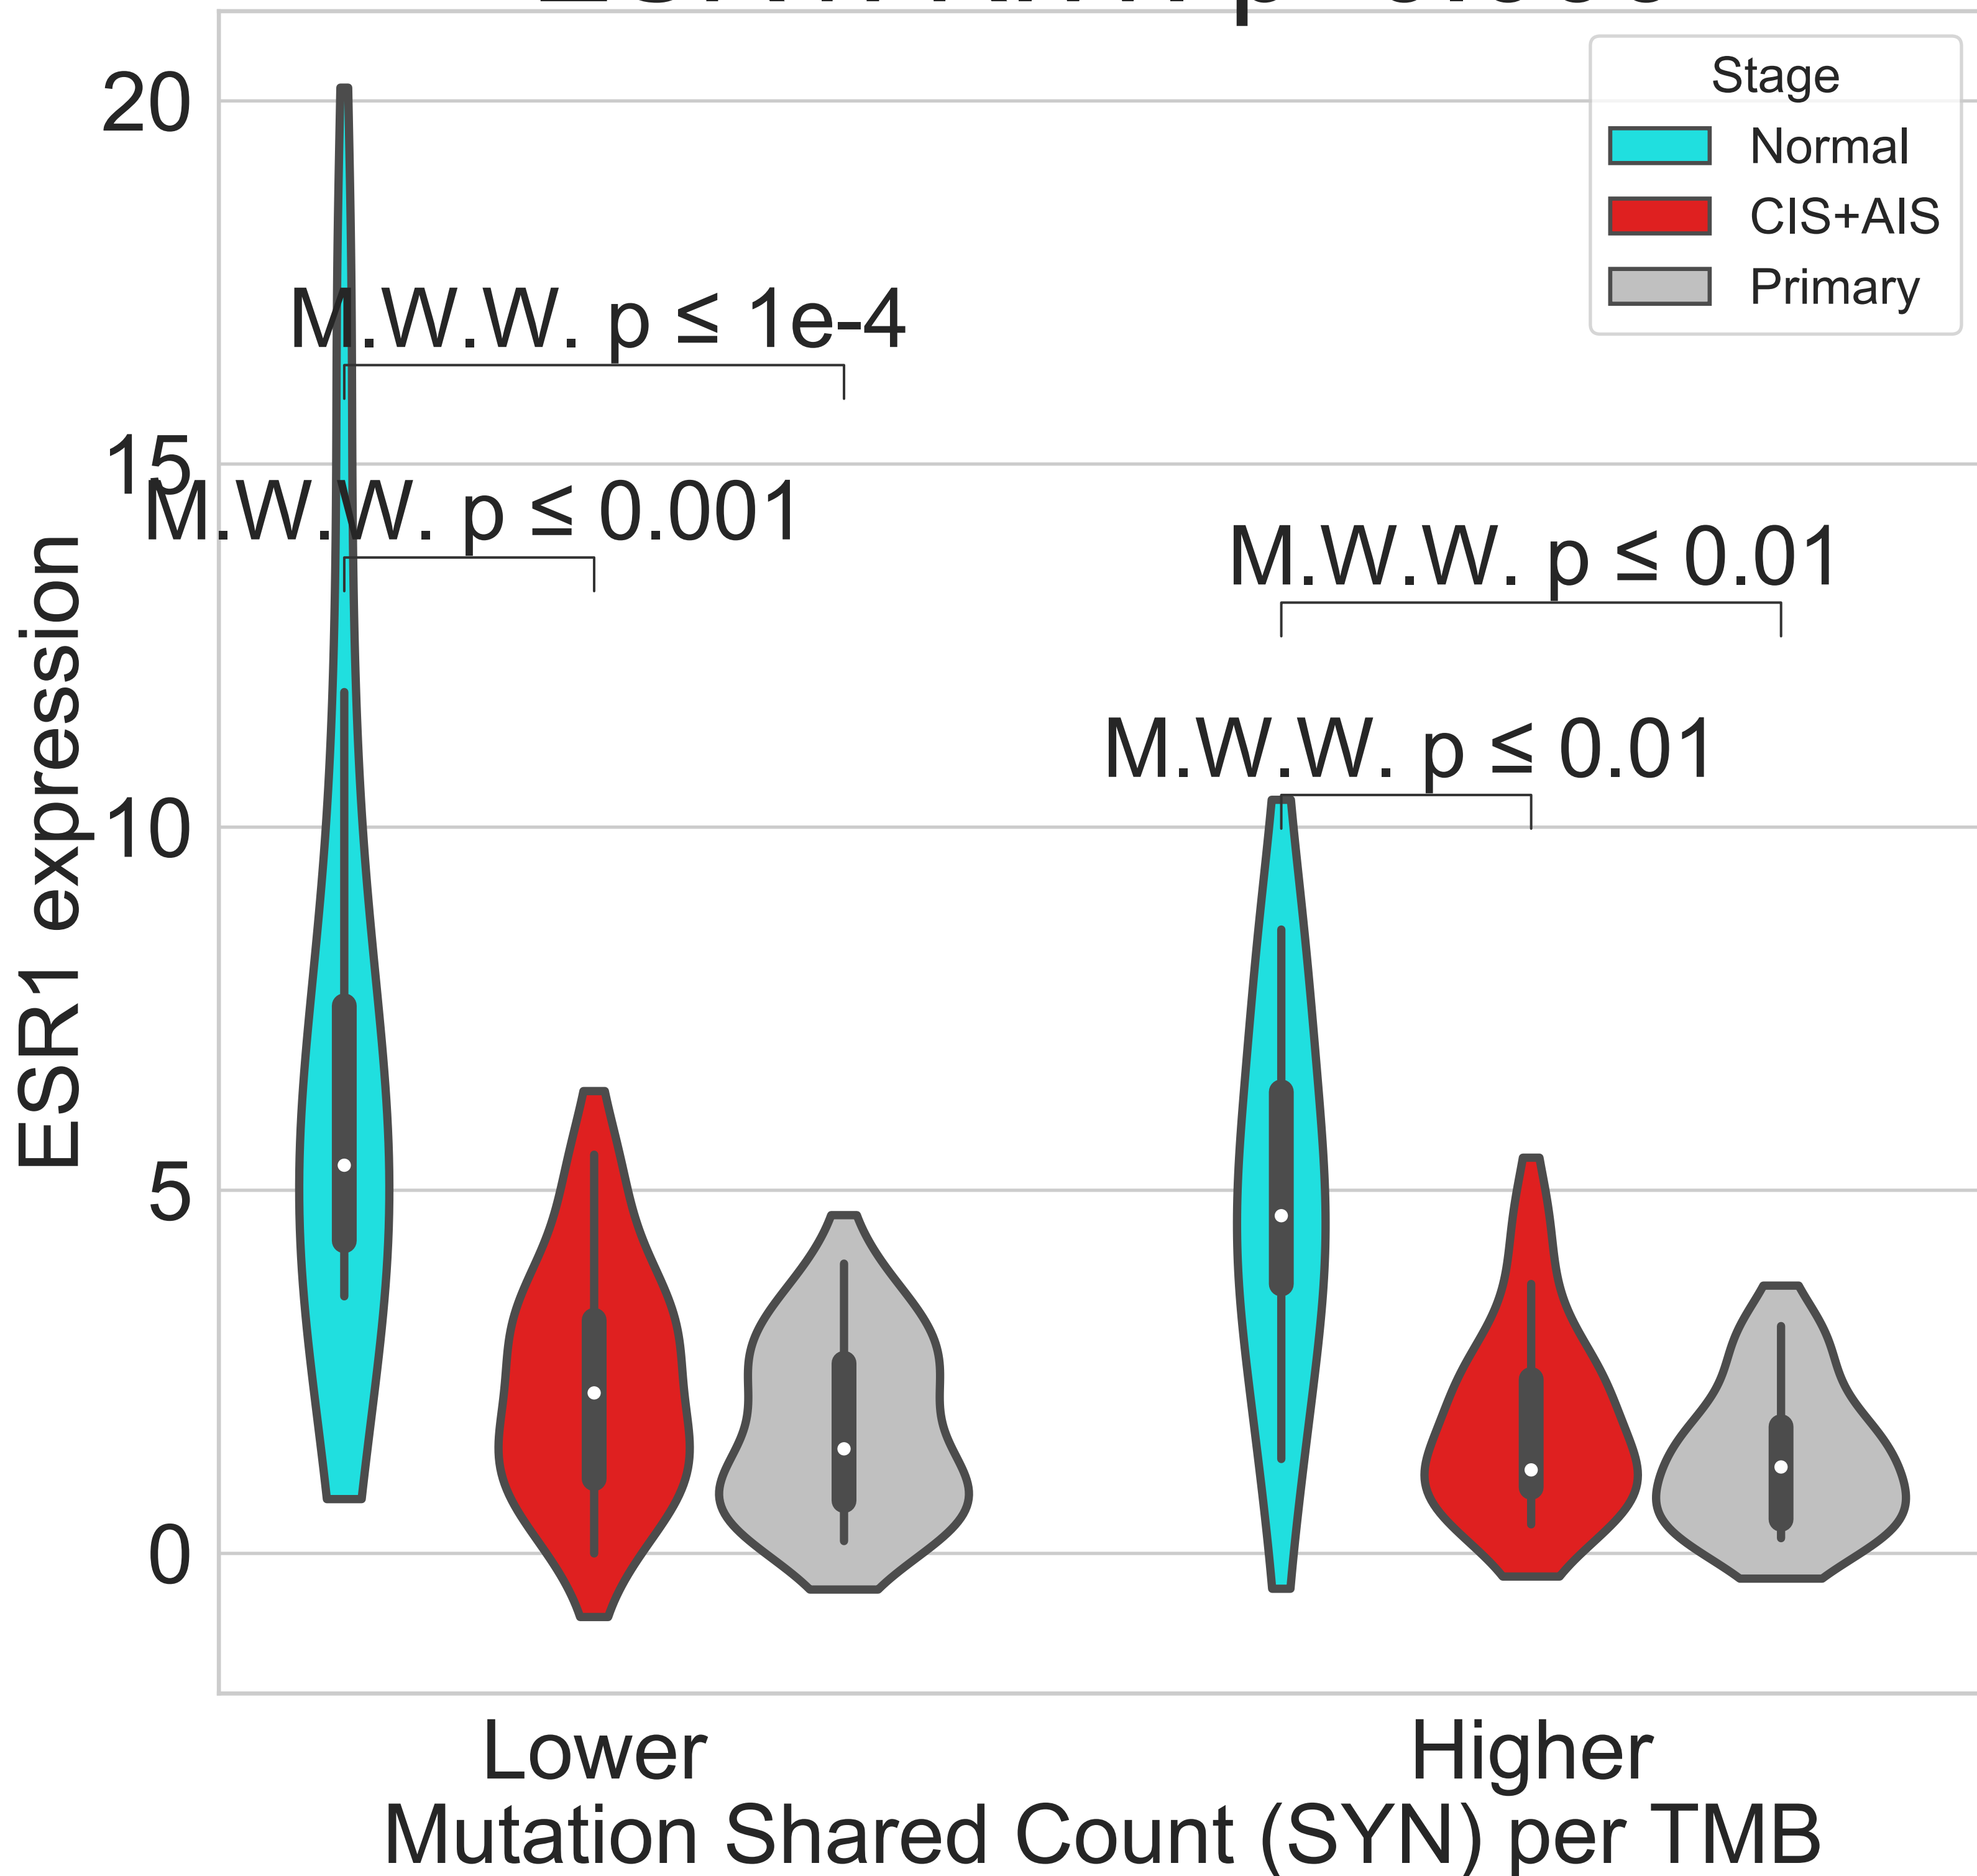 Stage
Normal
CIS+AIS
Primary
20
15
10
5
0
ESR1 expression
M.W.W. p ≤ 1e-4
M.W.W. p ≤ 0.001
M.W.W. p ≤ 0.01
M.W.W. p ≤ 0.01
Lower
Higher
Mutation Shared Count (SYN) per TMB